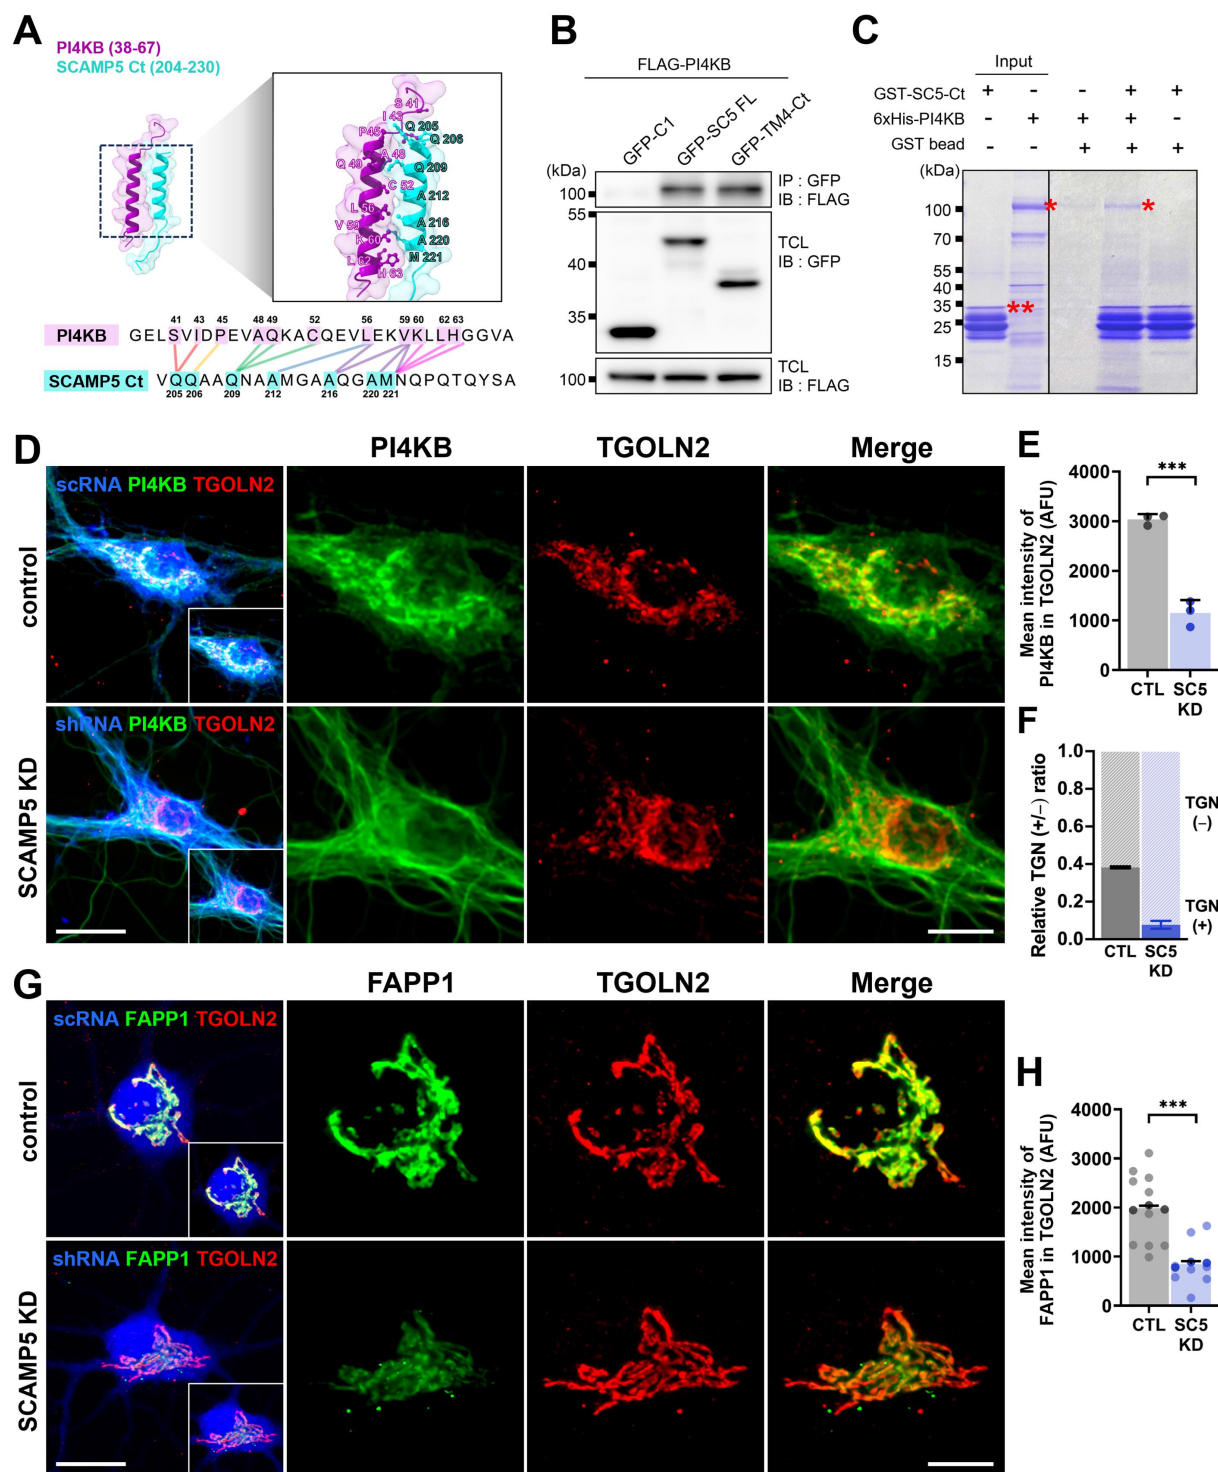 A
PI4KB (38-67)
SCAMP5 Ct (204-230)
S 41
I 43
Q 205
P45
Q 206
A 48
Q 49
Q 209
C 52
A 212
L 56
V 59
A 216
K 60
A 220
L 62
M 221
H 63
41 43 45 48 49 52 56 59 60 62 63
PI4KB GELSVIDPEVAQKACQEVLEKVKLLHGGVA
SCAMP5 Ct VQQAAQNAAMGAAQGAMNQPQTQYSA
205 206 209 212 216 220 221
B
FLAG-PI4KB
GFP-C1
GFP-SC5 FL
GFP-TM4-Ct
(kDa)
100
IP : GFP
IB : FLAG
55
40
35
TCL
IB : GFP
100
TCL
IB : FLAG
C
Input
GST-SC5-Ct + - - + +
6xHis-PI4KB - + + + -
GST bead - - + + +
(kDa)
100
70
55
40
35
25
15
*
*
**
D
PI4KB TGOLN2 Merge
control
scRNA PI4KB TGOLN2
SCAMP5 KD
shRNA PI4KB TGOLN2
E
Mean intensity of
PI4KB in TGOLN2 (AFU)
4000
3000
2000
1000
0
***
CTL SC5
KD
F
Relative TGN (+/−) ratio
1.0
0.8
0.6
0.4
0.2
0.0
TGN
(−)
TGN
(+)
CTL SC5
KD
G
FAPP1 TGOLN2 Merge
control
scRNA FAPP1 TGOLN2
SCAMP5 KD
shRNA FAPP1 TGOLN2
H
Mean intensity of
FAPP1 in TGOLN2 (AFU)
4000
3000
2000
1000
0
***
CTL SC5
KD